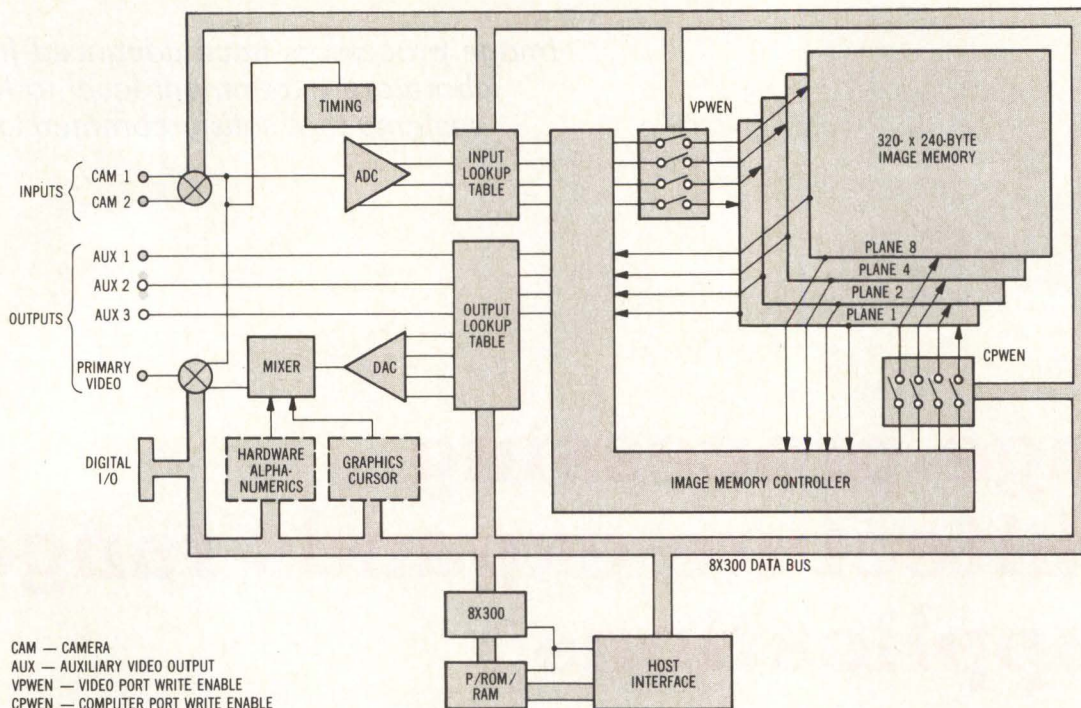 TIMING
VPWEN
320- x 240-BYTE
IMAGE MEMORY
INPUTS
CAM 1
CAM 2
ADC
INPUT
LOOKUP
TABLE
OUTPUTS
AUX 1
AUX 2
AUX 3
PRIMARY
VIDEO
OUTPUT
LOOKUP
TABLE
MIXER
DAC
PLANE 8
PLANE 4
PLANE 2
PLANE 1
CPWEN
DIGITAL
I/O
HARDWARE
ALPHA-
NUMERICS
GRAPHICS
CURSOR
IMAGE MEMORY CONTROLLER
8X300 DATA BUS
8X300
P/ROM/
RAM
HOST
INTERFACE
CAM — CAMERA
AUX — AUXILIARY VIDEO OUTPUT
VPWEN — VIDEO PORT WRITE ENABLE
CPWEN — COMPUTER PORT WRITE ENABLE